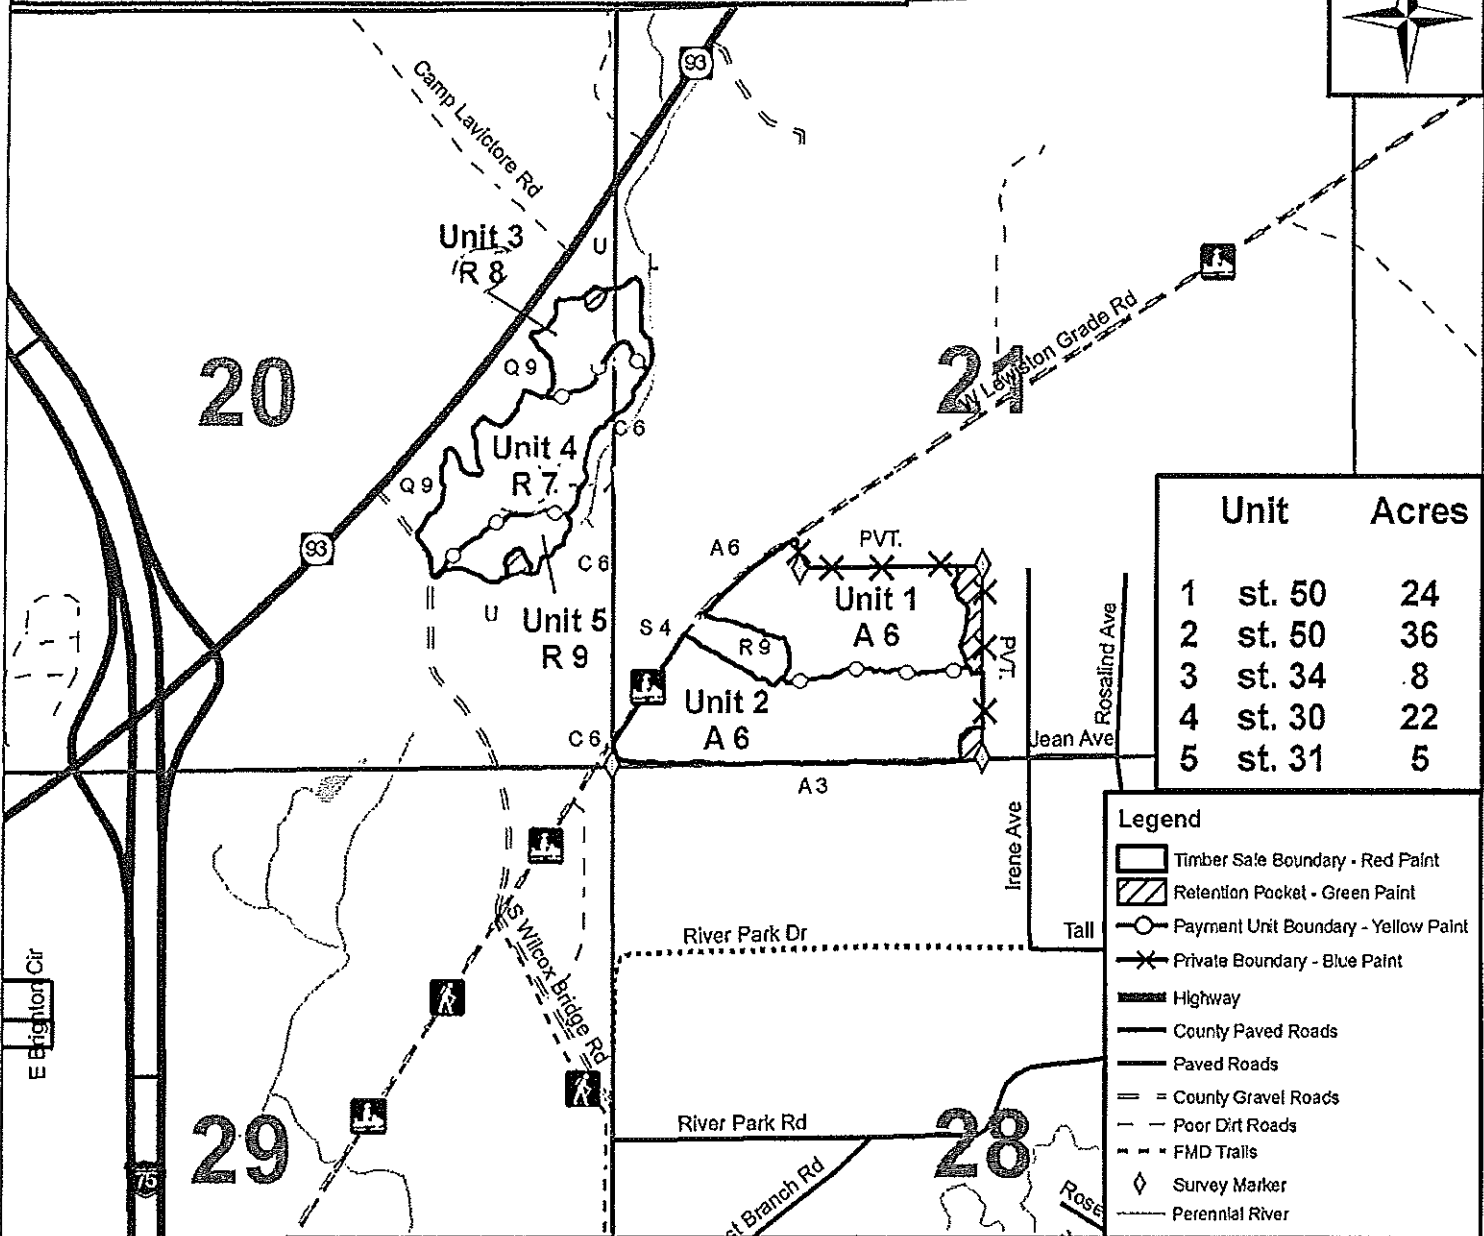 93
Camp Lavictore Rd
Unit 3
R 8
U
20
Q 9
21
W Lewiston Grade Rd
C 6
Unit 4
R 7
Q 9
93
C 6
U
Unit 5
R 9
A 6
PVT.
Unit 1
A 6
S 4
R 9
PVT.
Unit 2
A 6
C 6
A 3
Jean Ave
Rosalind Ave
Irene Ave
Unit Acres
1 st. 50 24
2 st. 50 36
3 st. 34 8
4 st. 30 22
5 st. 31 5
Legend
Timber Sale Boundary - Red Paint
Retention Pocket - Green Paint
Payment Unit Boundary - Yellow Paint
Private Boundary - Blue Paint
Highway
County Paved Roads
Paved Roads
County Gravel Roads
Poor Dirt Roads
FMD Trails
Survey Marker
Perennial River
River Park Dr
Tall
S Wilcox Bridge Rd
E Brighton Cir
29
75
River Park Rd
28
st Branch Rd
Rose